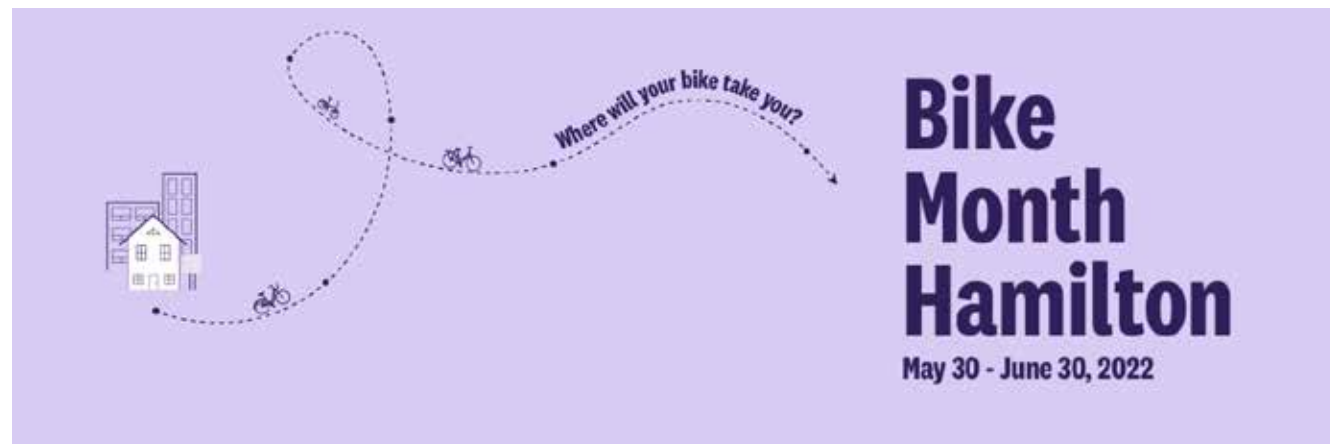 Where will your bike take you?
Bike
Month
Hamilton
May 30 - June 30, 2022